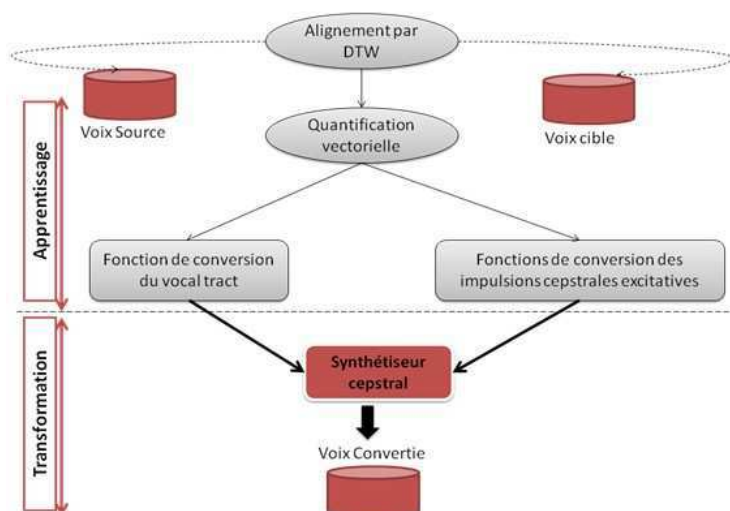 Alignement par
DTW
Voix Source
Voix cible
Quantification
vectorielle
Apprentissage
Fonction de conversion
du vocal tract
Fonctions de conversion des
impulsions cepstrales excitatives
Transformation
Synthétiseur
cepstral
Voix Convertie